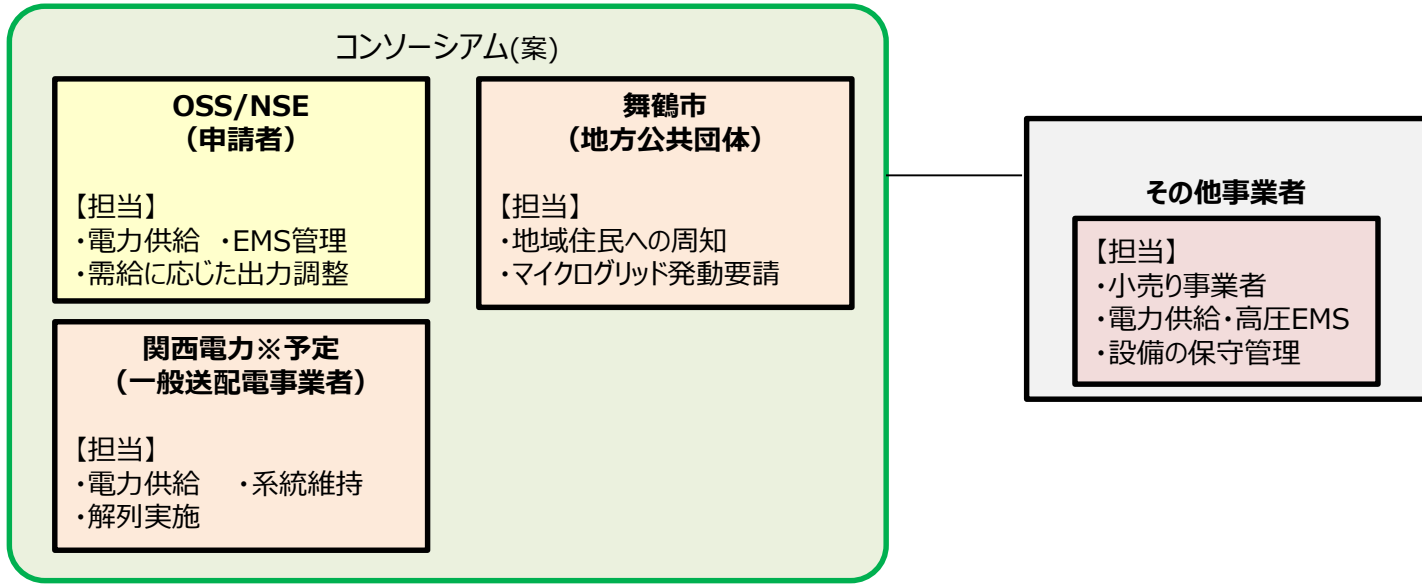 コンソーシアム(案)
OSS/NSE
（申請者）
【担当】
・電力供給 ・EMS管理
・需給に応じた出力調整
舞鶴市
（地方公共団体）
【担当】
・地域住民への周知
・マイクログリッド発動要請
関西電力※予定
（一般送配電事業者）
【担当】
・電力供給 ・系統維持
・解列実施
その他事業者
【担当】
・小売り事業者
・電力供給・高圧EMS
・設備の保守管理